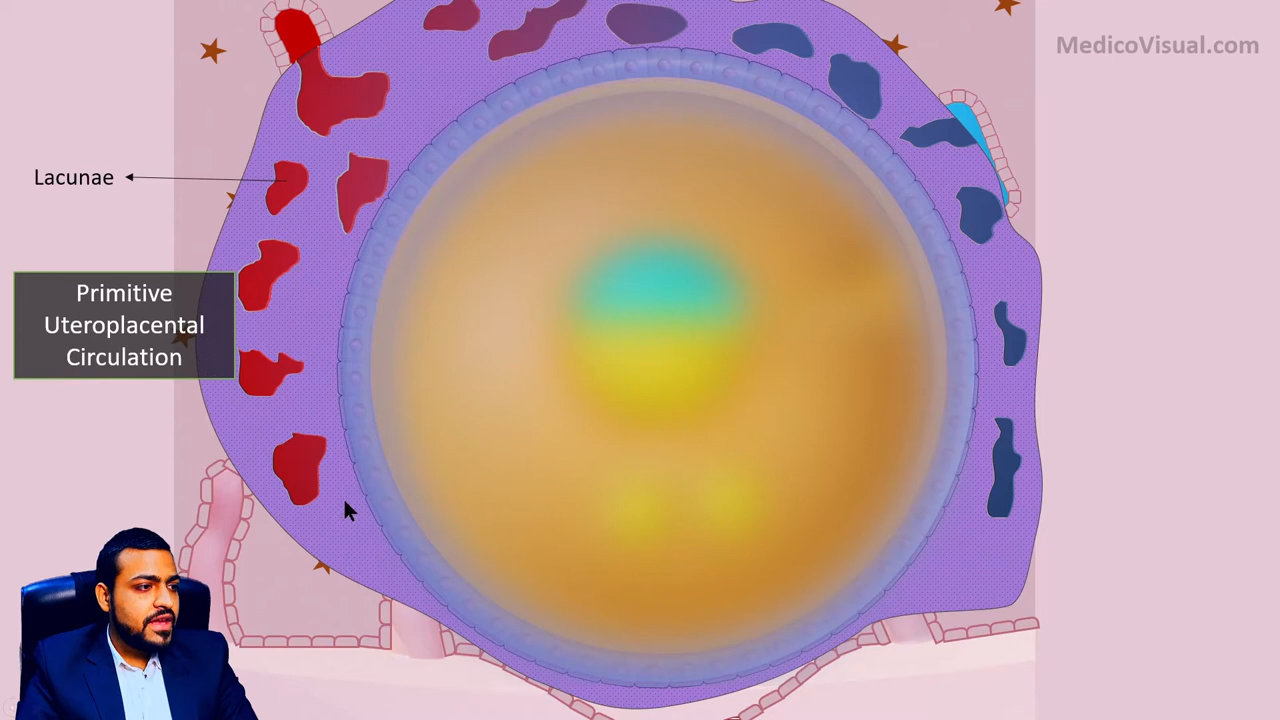 MedicoVisual.com
Lacunae
Primitive
Uteroplacental
Circulation